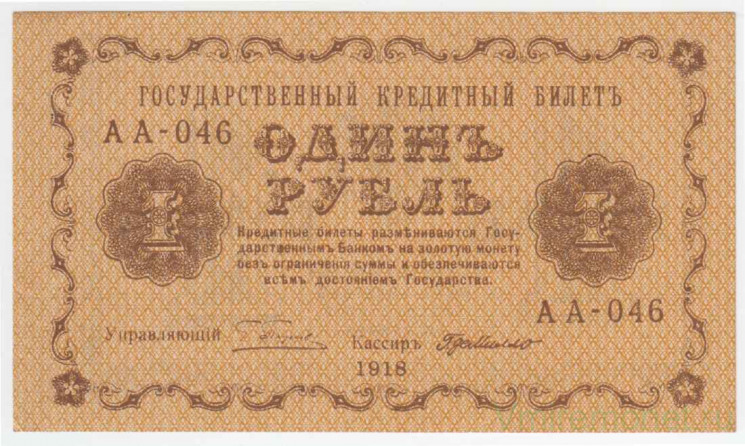 ГОСУДАРСТВЕННЫЙ КРЕДИТНЫЙ БИЛЕТЪ
АА-046
ОДИНЪ
РУБЛЬ
1 1
Кредитные билеты размѣниваются Госу-
дарственнымъ Банкомъ на золотую монету
безъ ограниченія суммы и обезпечиваются
всѣмъ достояніемъ Государства.
АА-046
Управляющій Кассиръ
1918